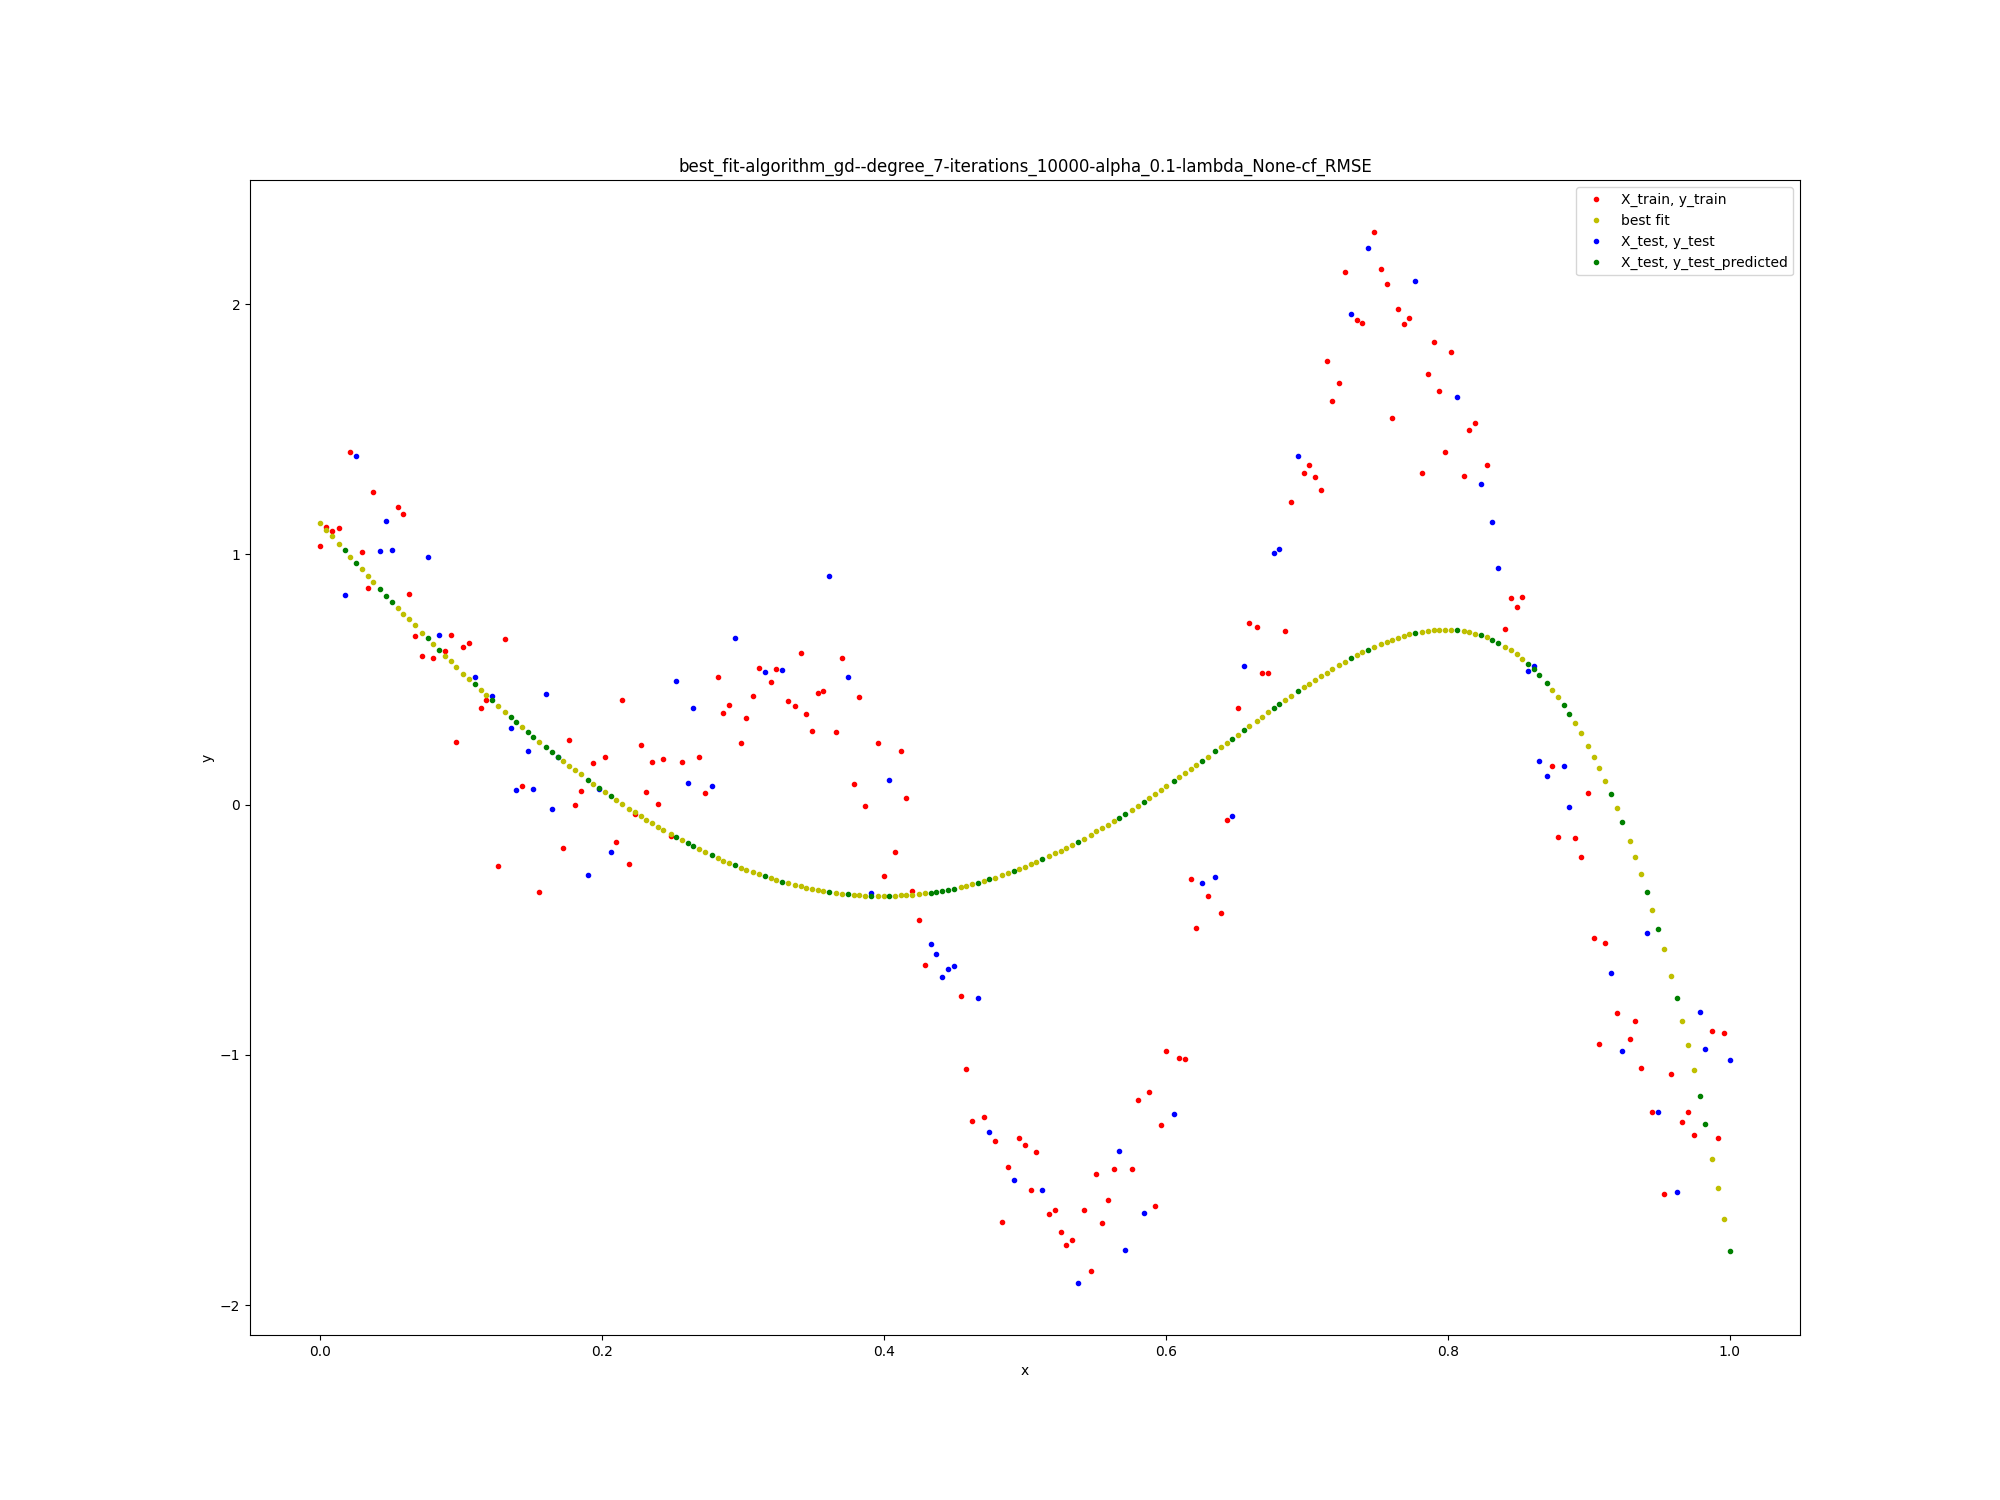 best_fit-algorithm_gd--degree_7-iterations_10000-alpha_0.1-lambda_None-cf_RMSE
X_train, y_train
best fit
X_test, y_test
X_test, y_test_predicted
2
1
0
−1
−2
y
0.0 0.2 0.4 0.6 0.8 1.0
x